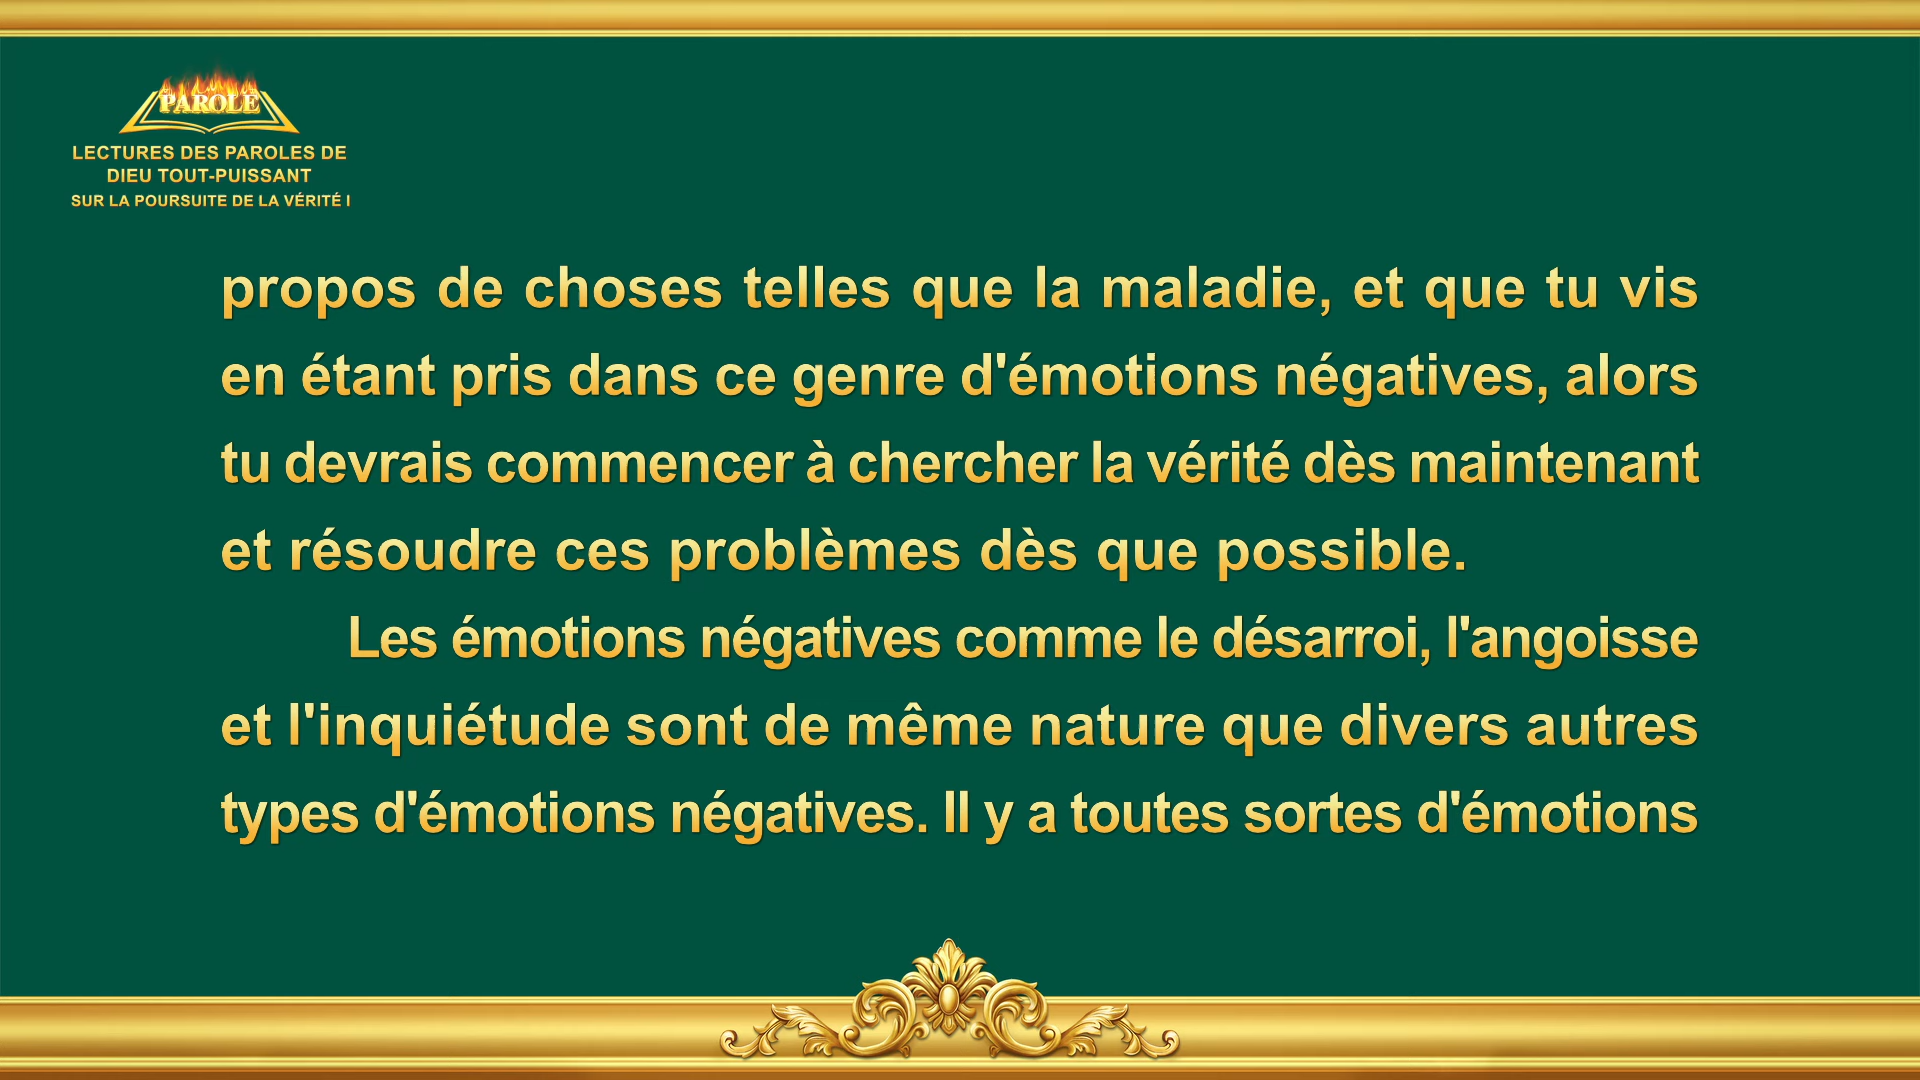 PAROLE
LECTURES DES PAROLES DE
DIEU TOUT-PUISSANT
SUR LA POURSUITE DE LA VÉRITÉ I
propos de choses telles que la maladie, et que tu vis
en étant pris dans ce genre d'émotions négatives, alors
tu devrais commencer à chercher la vérité dès maintenant
et résoudre ces problèmes dès que possible.
Les émotions négatives comme le désarroi, l'angoisse
et l'inquiétude sont de même nature que divers autres
types d'émotions négatives. Il y a toutes sortes d'émotions